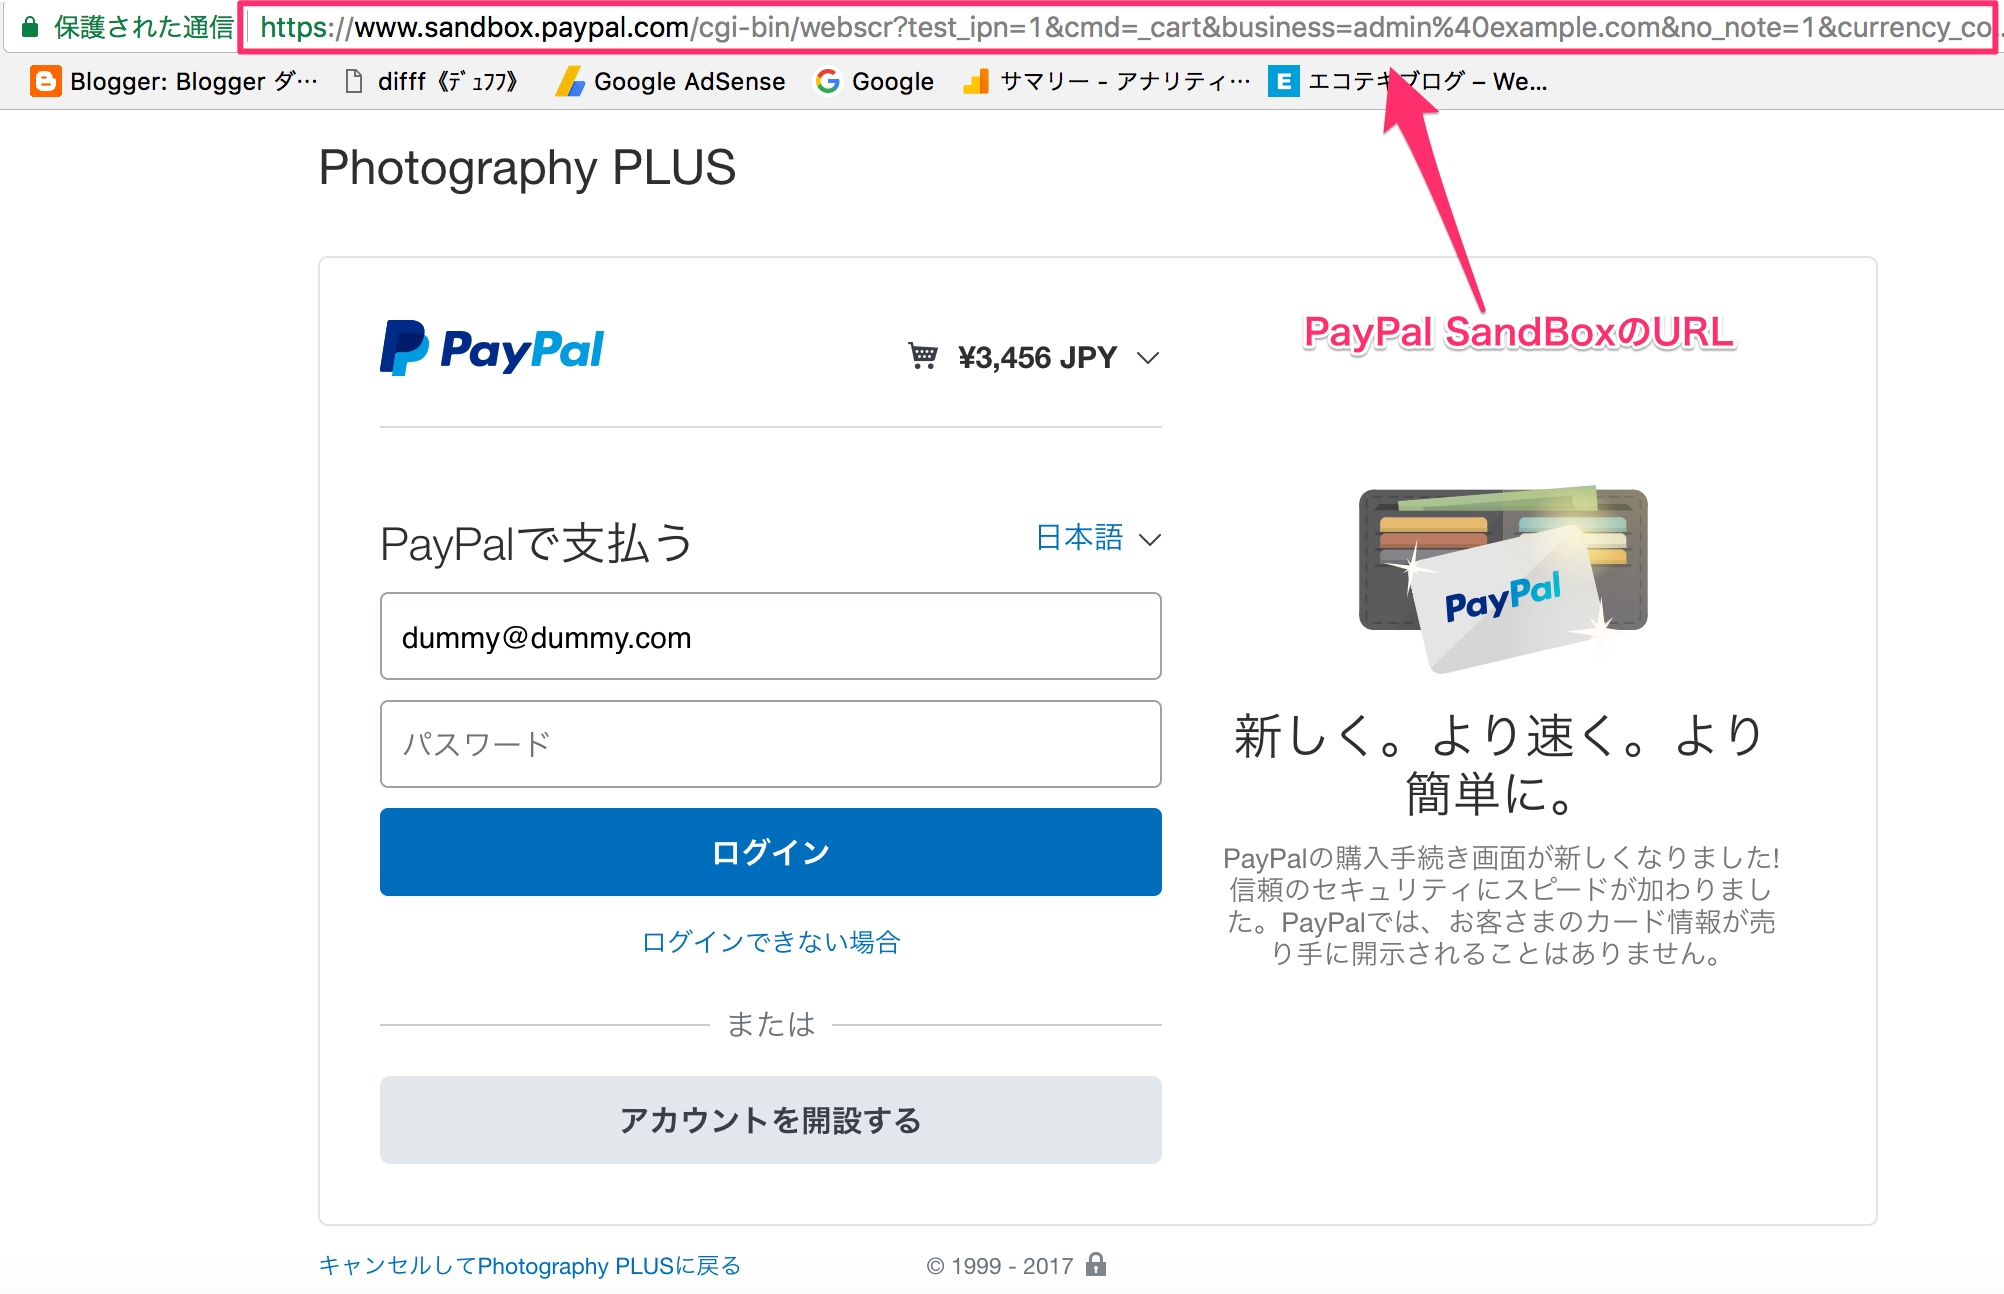 保護された通信 https://www.sandbox.paypal.com/cgi-bin/webscr?test_ipn=1&cmd=_cart&business=admin%40example.com&no_note=1&currency_co...
Blogger: Blogger ダ… difff《ﾃﾞｭﾌﾌ》 Google AdSense Google サマリー - アナリティ… エコテキブログ – We...
Photography PLUS
PayPal ¥3,456 JPY
PayPal SandBoxのURL
PayPalで支払う 日本語
dummy@dummy.com
パスワード
ログイン
ログインできない場合
または
アカウントを開設する
PayPal
新しく。より速く。より
簡単に。
PayPalの購入手続き画面が新しくなりました!
信頼のセキュリティにスピードが加わりまし
た。PayPalでは、お客さまのカード情報が売
り手に開示されることはありません。
キャンセルしてPhotography PLUSに戻る © 1999 - 2017